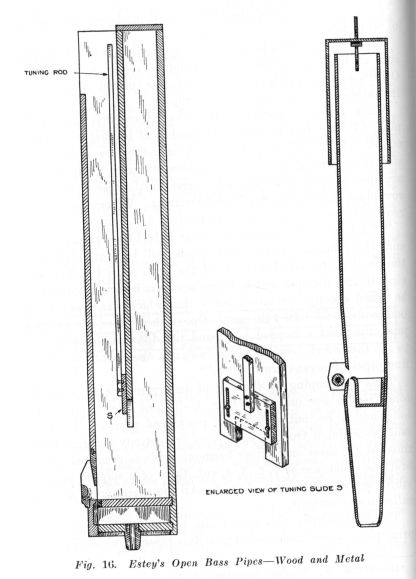 TUNING ROD
S
ENLARGED VIEW OF TUNING SLIDE S
Fig. 16. Estey's Open Bass Pipes—Wood and Metal